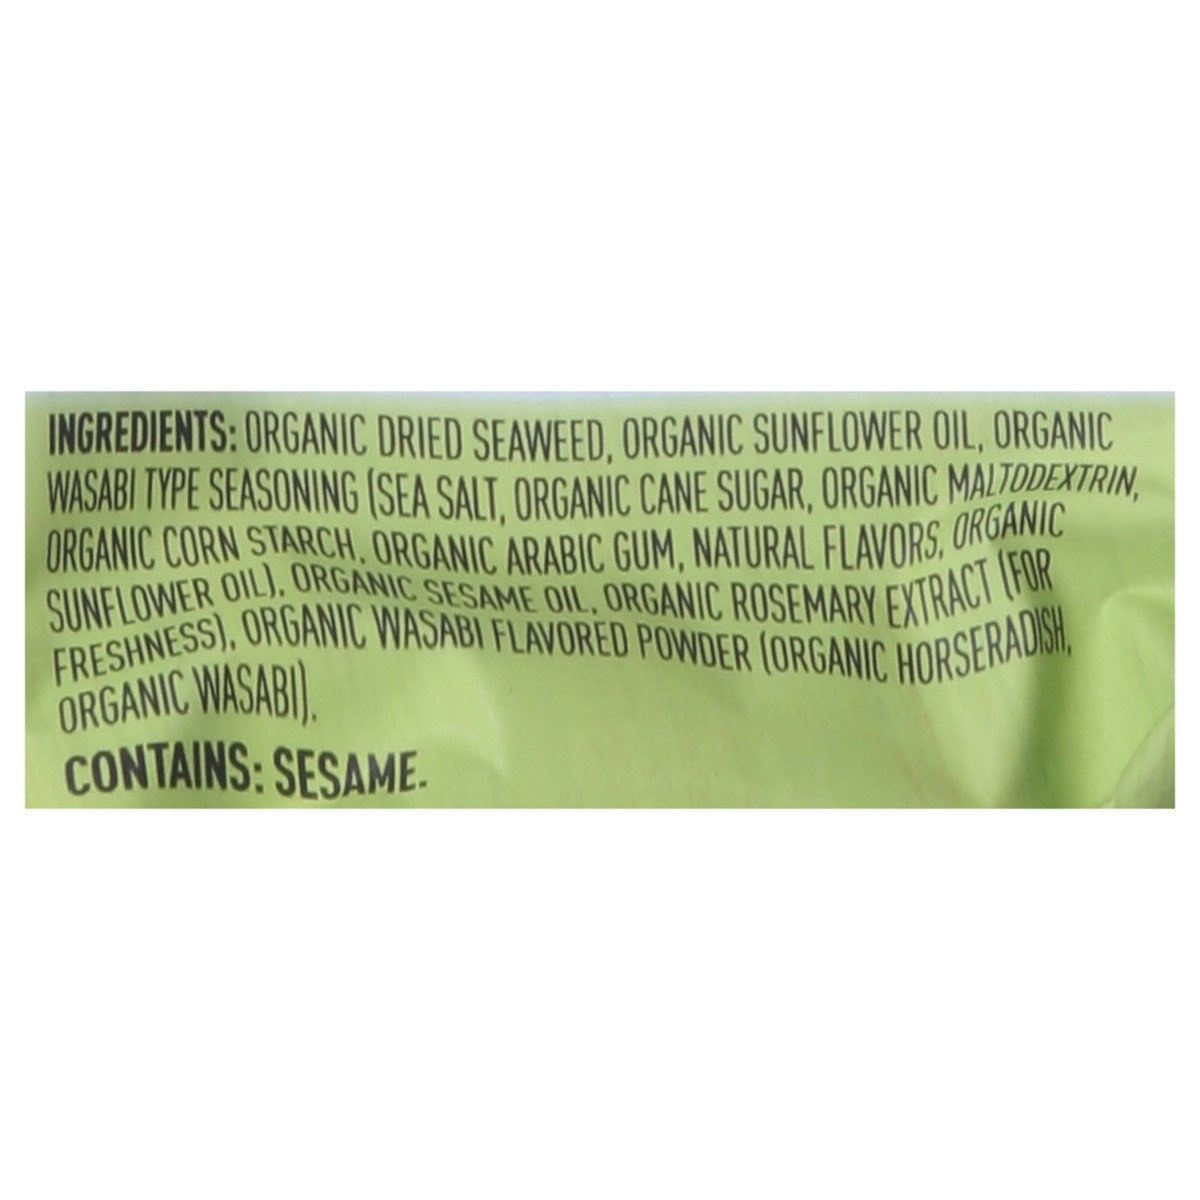 INGREDIENTS: ORGANIC DRIED SEAWEED, ORGANIC SUNFLOWER OIL, ORGANIC
WASABI TYPE SEASONING (SEA SALT, ORGANIC CANE SUGAR, ORGANIC MALTODEXTRIN,
ORGANIC CORN STARCH, ORGANIC ARABIC GUM, NATURAL FLAVORS, ORGANIC
SUNFLOWER OIL), ORGANIC SESAME OIL, ORGANIC ROSEMARY EXTRACT (FOR
FRESHNESS), ORGANIC WASABI FLAVORED POWDER (ORGANIC HORSERADISH,
ORGANIC WASABI).
CONTAINS: SESAME.